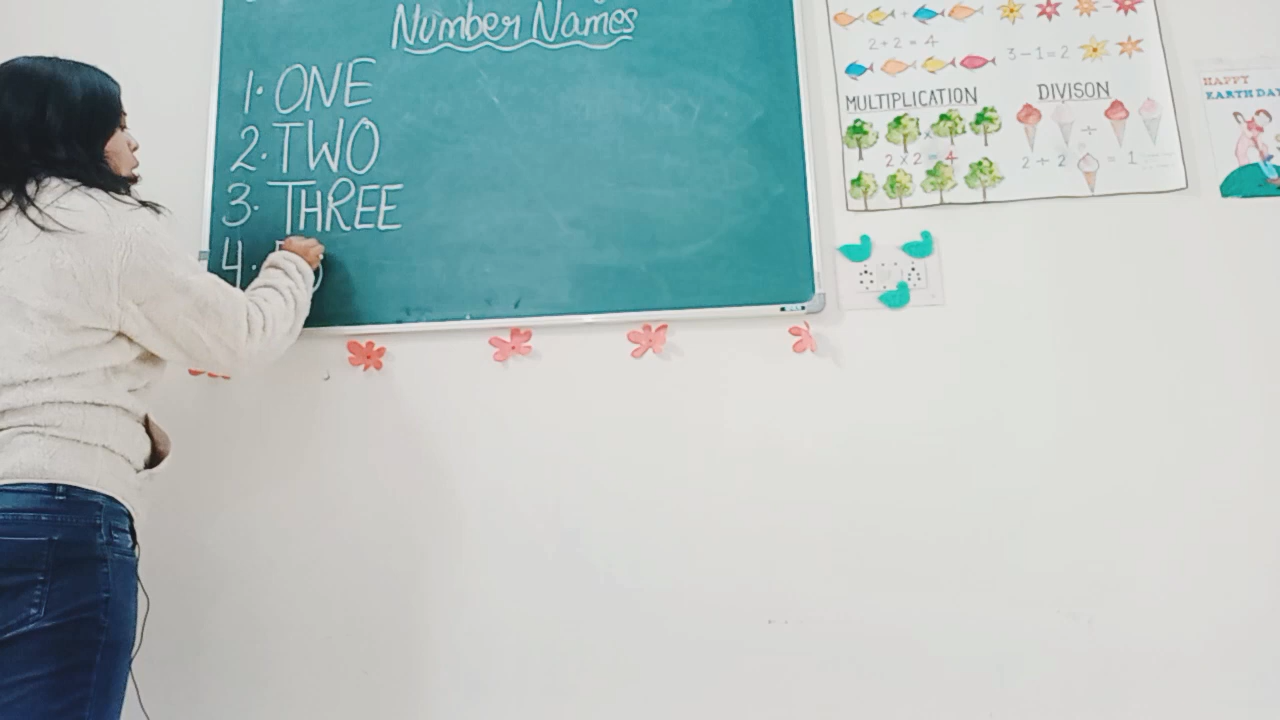 Number Names
1. ONE
2. TWO
3. THREE
4.
2 + 2 = 4
3 - 1 = 2
MULTIPLICATION
2 x 2 = 4
DIVISON
÷
2 ÷ 2 = 1
HAPPY
EARTH DAY